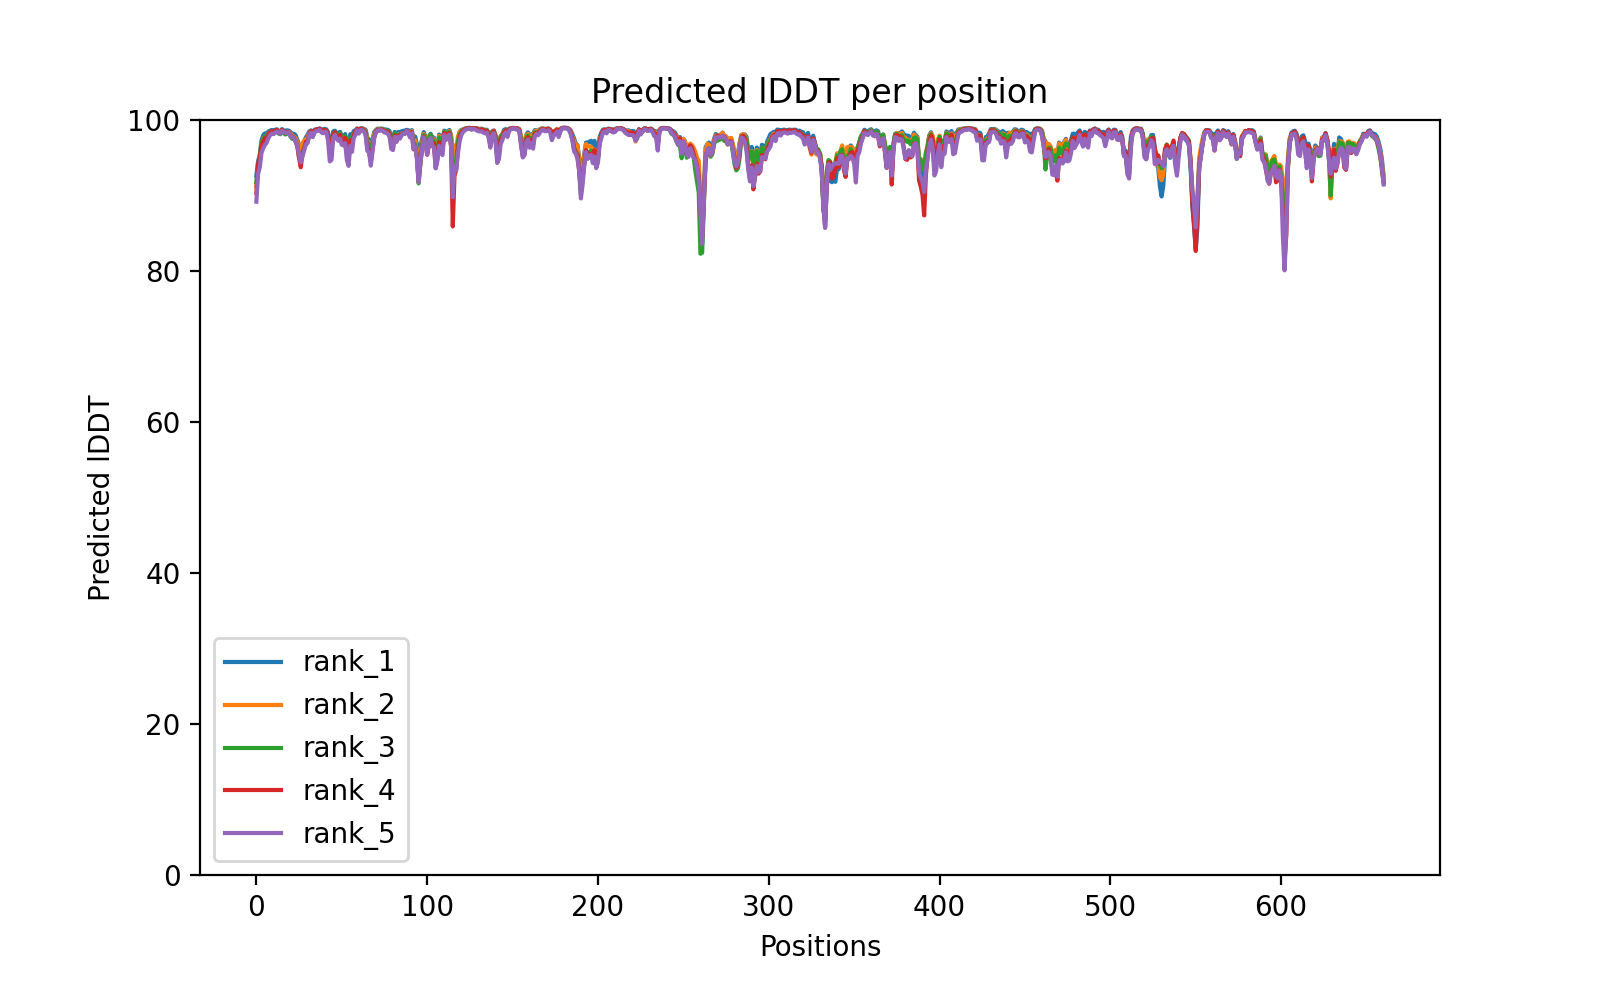 Predicted lDDT per position
100
80
60
40
20
0
Predicted lDDT
rank_1
rank_2
rank_3
rank_4
rank_5
0 100 200 300 400 500 600
Positions